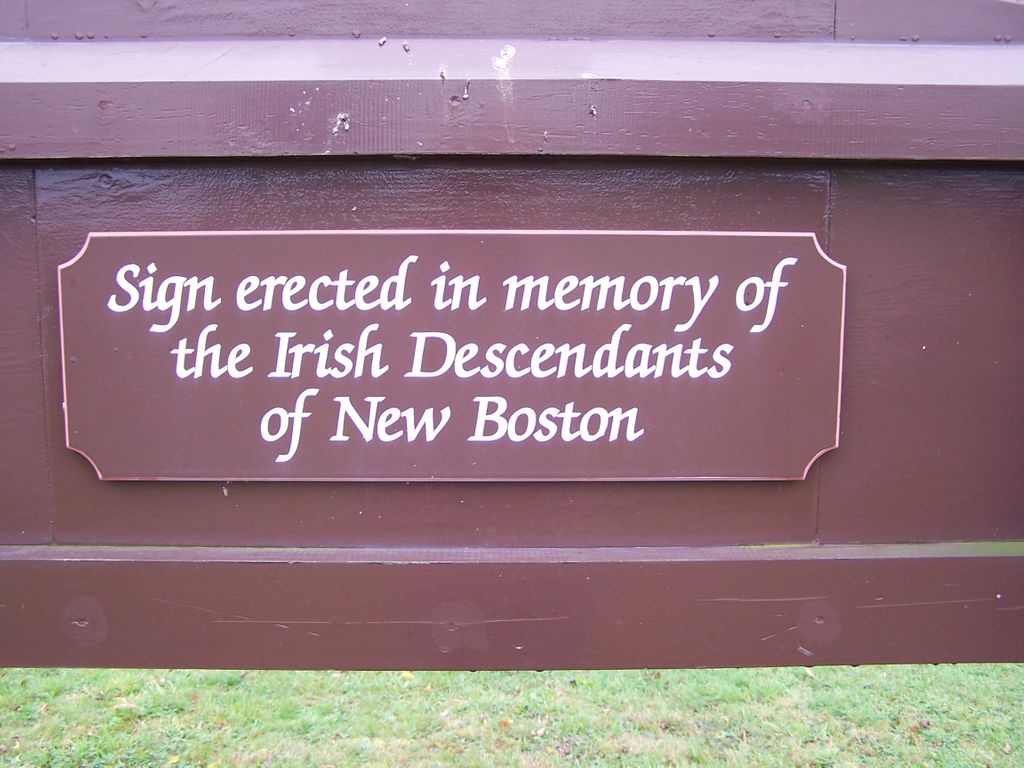 Sign erected in memory of
the Irish Descendants
of New Boston